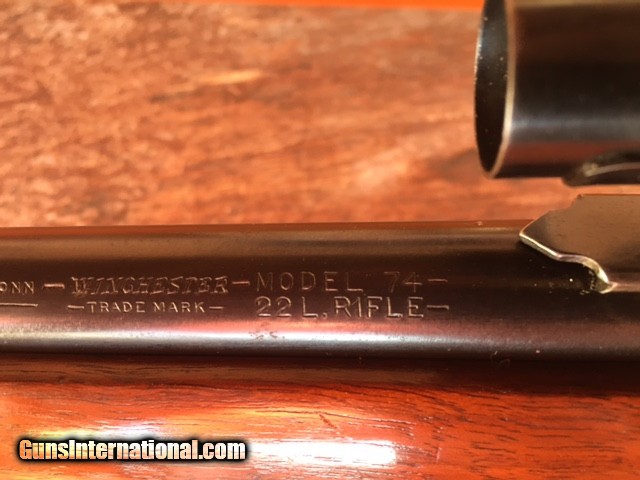 ONN – WINCHESTER – MODEL 74 –
– TRADE MARK – 22 L. RIFLE –
GunsInternational.com